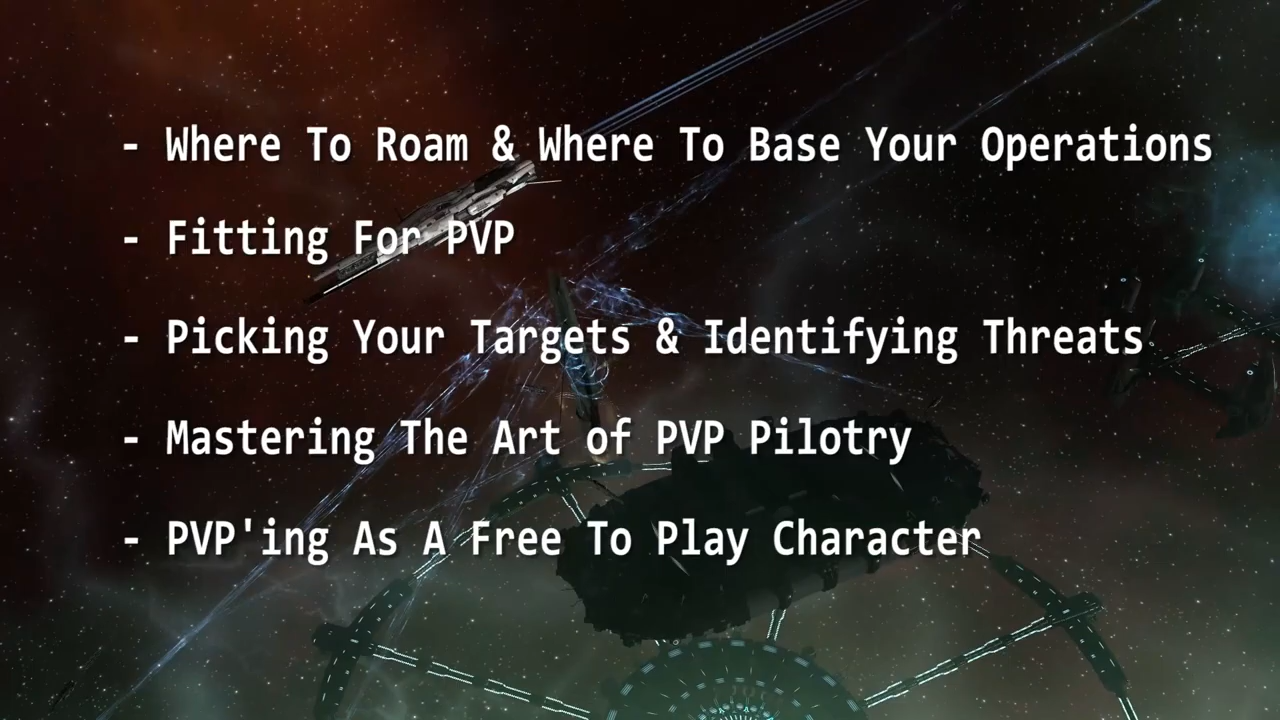 - Where To Roam & Where To Base Your Operations
- Fitting For PVP
- Picking Your Targets & Identifying Threats
- Mastering The Art of PVP Pilotry
- PVP'ing As A Free To Play Character